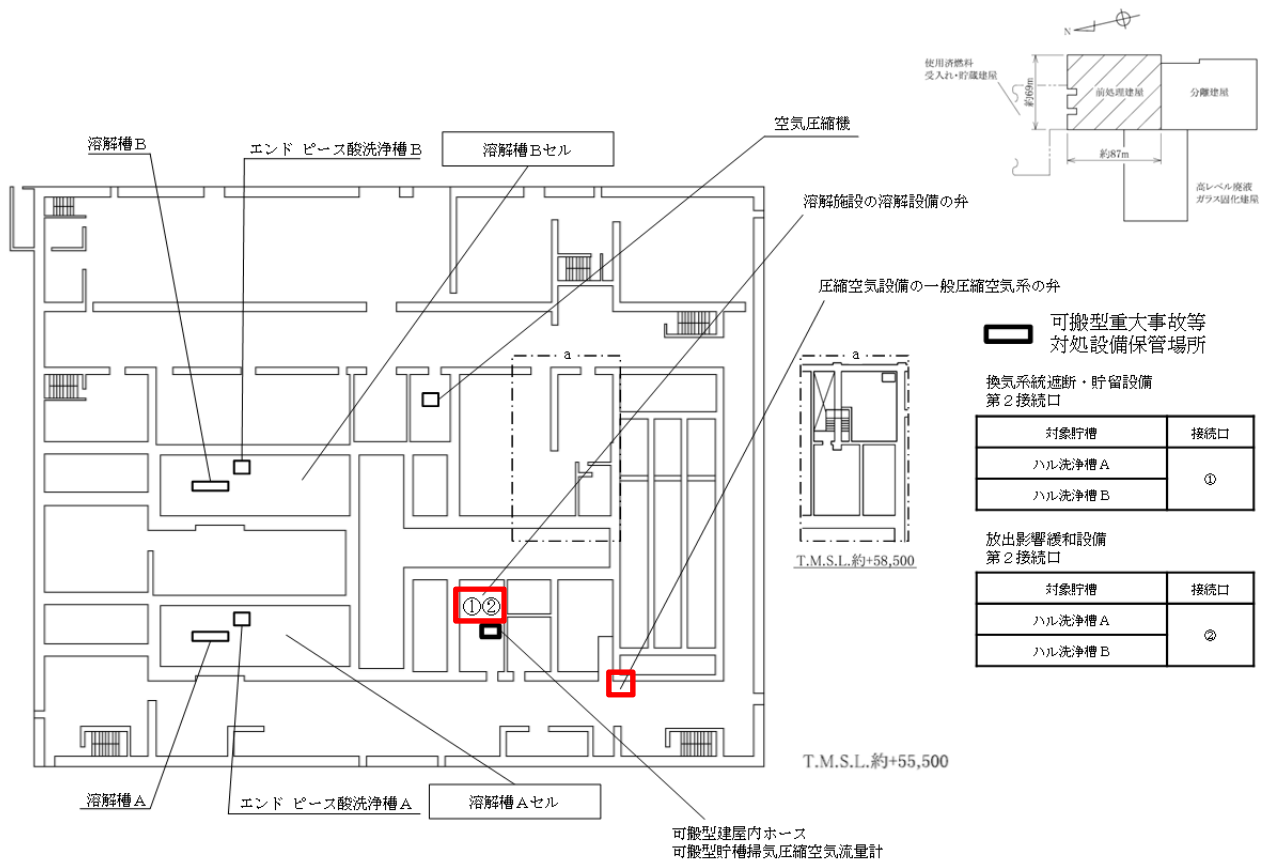 N
使用済燃料
受入れ・貯蔵建屋
約69m
前処理建屋
分離建屋
約87m
高レベル廃液
ガラス固化建屋
空気圧縮機
溶解槽B
エンド ピース酸洗浄槽B
溶解槽Bセル
溶解施設の溶解設備の弁
圧縮空気設備の一般圧縮空気系の弁
可搬型重大事故等
対処設備保管場所
a
a
換気系統遮断・貯留設備
第2接続口
対象貯槽 接続口
ハル洗浄槽A ①
ハル洗浄槽B
T.M.S.L.約+58,500
放出影響緩和設備
第2接続口
対象貯槽 接続口
ハル洗浄槽A ②
ハル洗浄槽B
①②
T.M.S.L.約+55,500
溶解槽A
エンド ピース酸洗浄槽A
溶解槽Aセル
可搬型建屋内ホース
可搬型貯槽掃気圧縮空気流量計